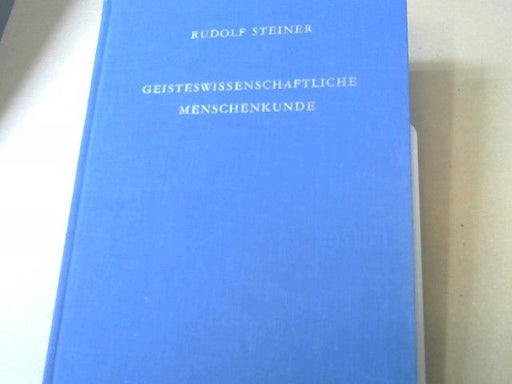 RUDOLF STEINER
GEISTESWISSENSCHAFTLICHE
MENSCHENKUNDE